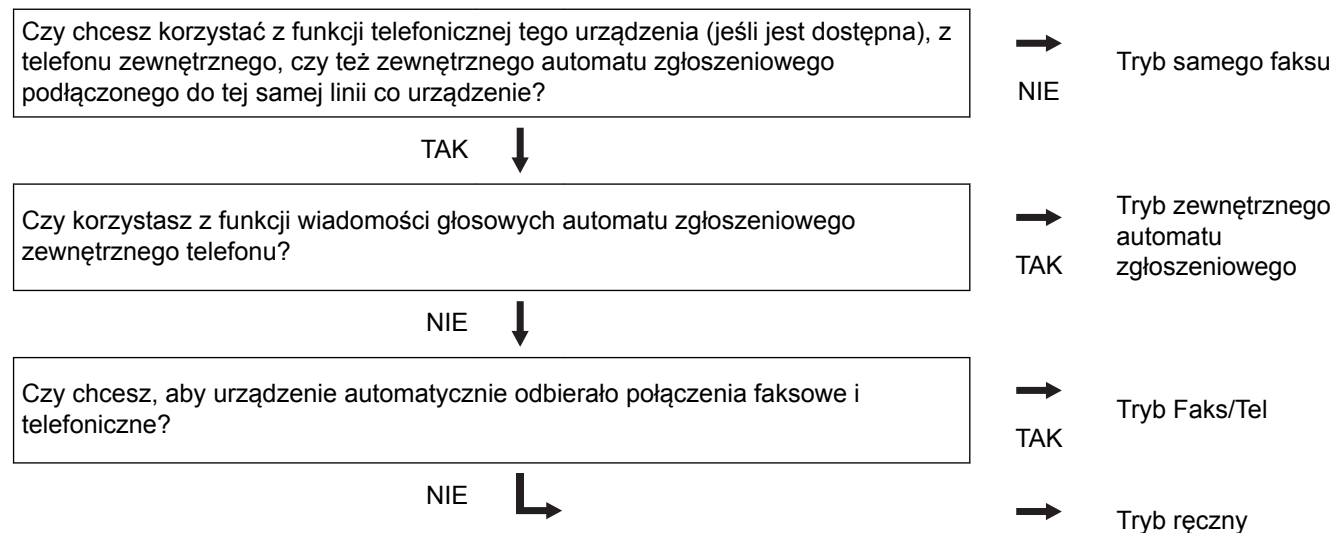 Czy chcesz korzystać z funkcji telefonicznej tego urządzenia (jeśli jest dostępna), z
telefonu zewnętrznego, czy też zewnętrznego automatu zgłoszeniowego
podłączonego do tej samej linii co urządzenie?
NIE
Tryb samego faksu
TAK
Czy korzystasz z funkcji wiadomości głosowych automatu zgłoszeniowego
zewnętrznego telefonu?
TAK
Tryb zewnętrznego
automatu
zgłoszeniowego
NIE
Czy chcesz, aby urządzenie automatycznie odbierało połączenia faksowe i
telefoniczne?
TAK
Tryb Faks/Tel
NIE
Tryb ręczny